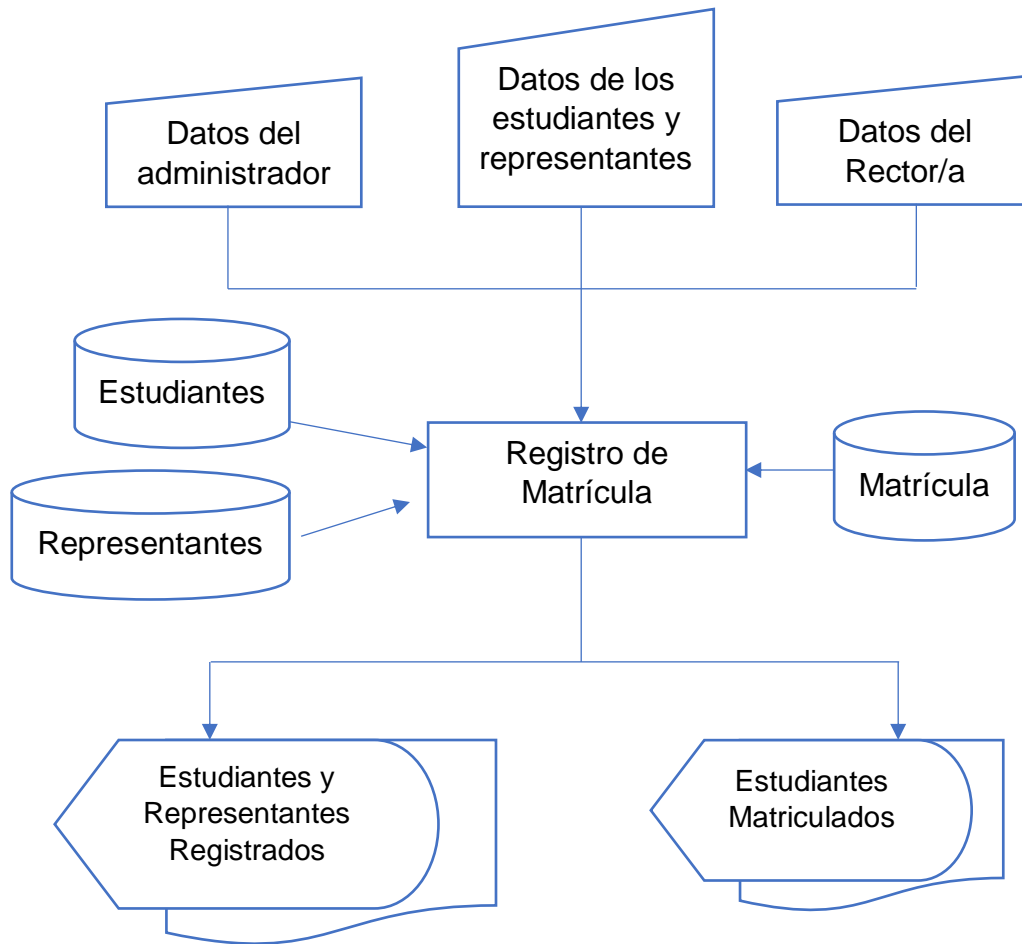 Datos del
administrador
Datos de los
estudiantes y
representantes
Datos del
Rector/a
Estudiantes
Representantes
Registro de
Matrícula
Matrícula
Estudiantes y
Representantes
Registrados
Estudiantes
Matriculados